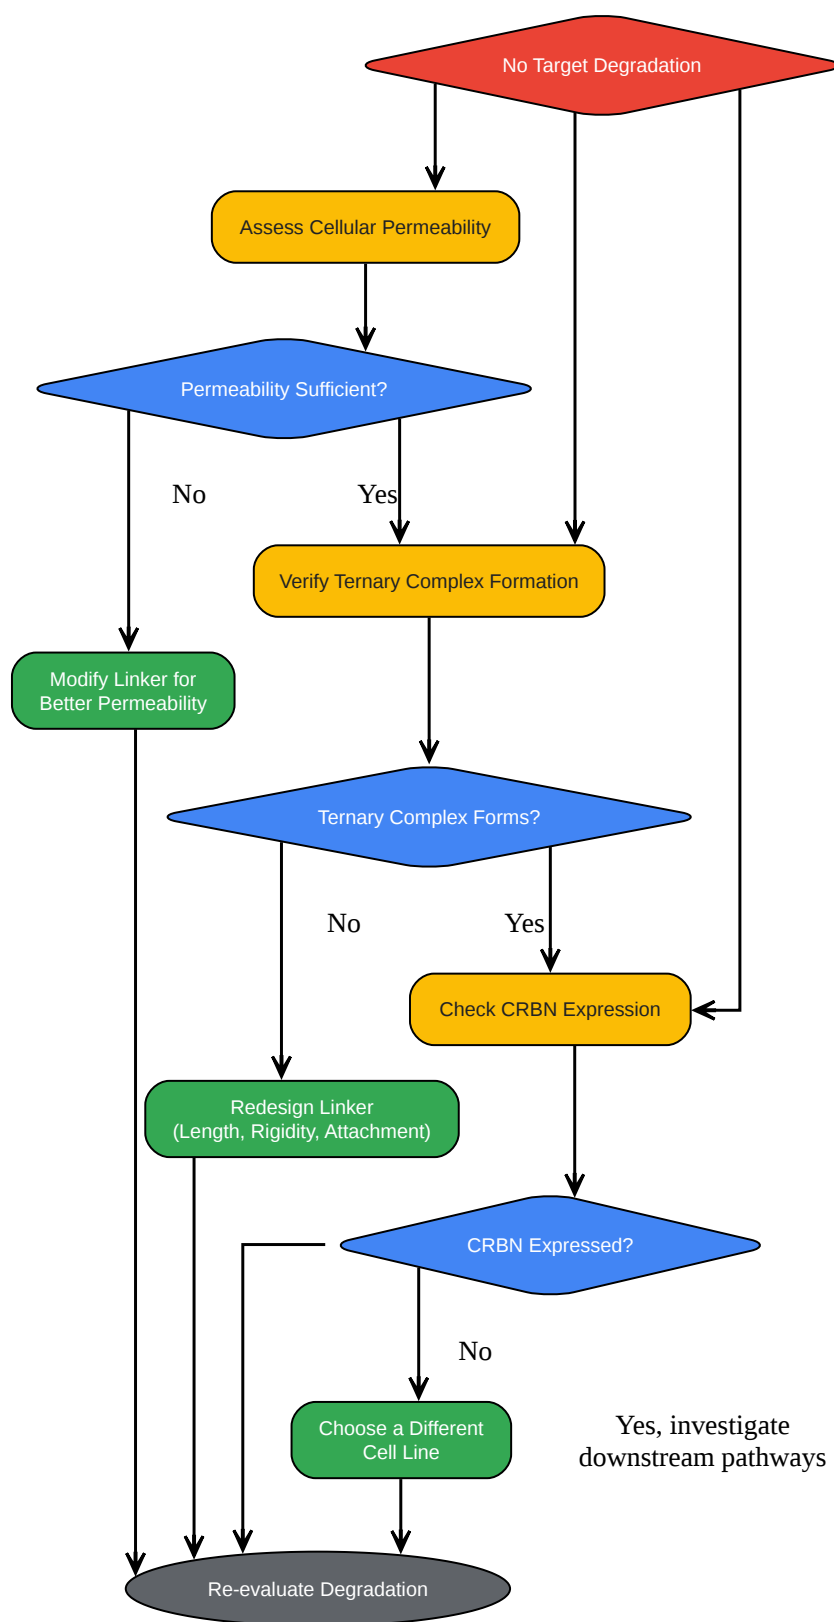 No Target Degradation
Assess Cellular Permeability
Permeability Sufficient?
No
Yes
Verify Ternary Complex Formation
Modify Linker for
Better Permeability
Ternary Complex Forms?
No
Yes
Check CRBN Expression
Redesign Linker
(Length, Rigidity, Attachment)
CRBN Expressed?
No
Choose a Different
Cell Line
Yes, investigate
downstream pathways
Re-evaluate Degradation